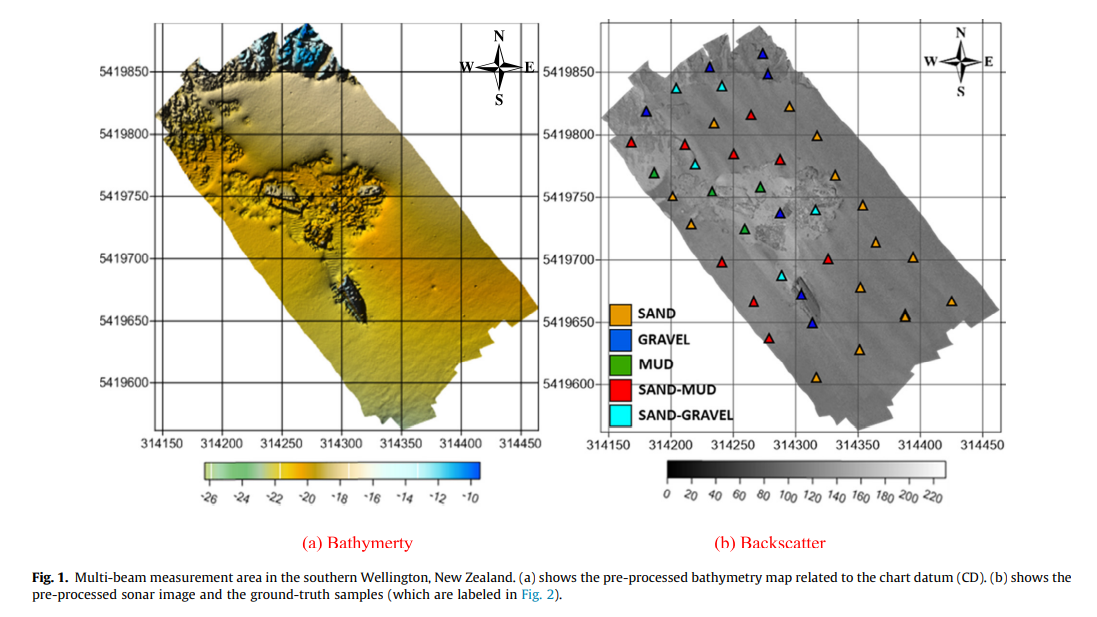 N
W E
S
5419850
5419800
5419750
5419700
5419650
5419600
314150 314200 314250 314300 314350 314400 314450
-26 -24 -22 -20 -18 -16 -14 -12 -10
(a) Bathymerty
N
W E
S
5419850
5419800
5419750
5419700
5419650
5419600
SAND
GRAVEL
MUD
SAND-MUD
SAND-GRAVEL
314150 314200 314250 314300 314350 314400 314450
0 20 40 60 80 100 120 140 160 180 200 220
(b) Backscatter
Fig. 1. Multi-beam measurement area in the southern Wellington, New Zealand. (a) shows the pre-processed bathymetry map related to the chart datum (CD). (b) shows the
pre-processed sonar image and the ground-truth samples (which are labeled in Fig. 2).